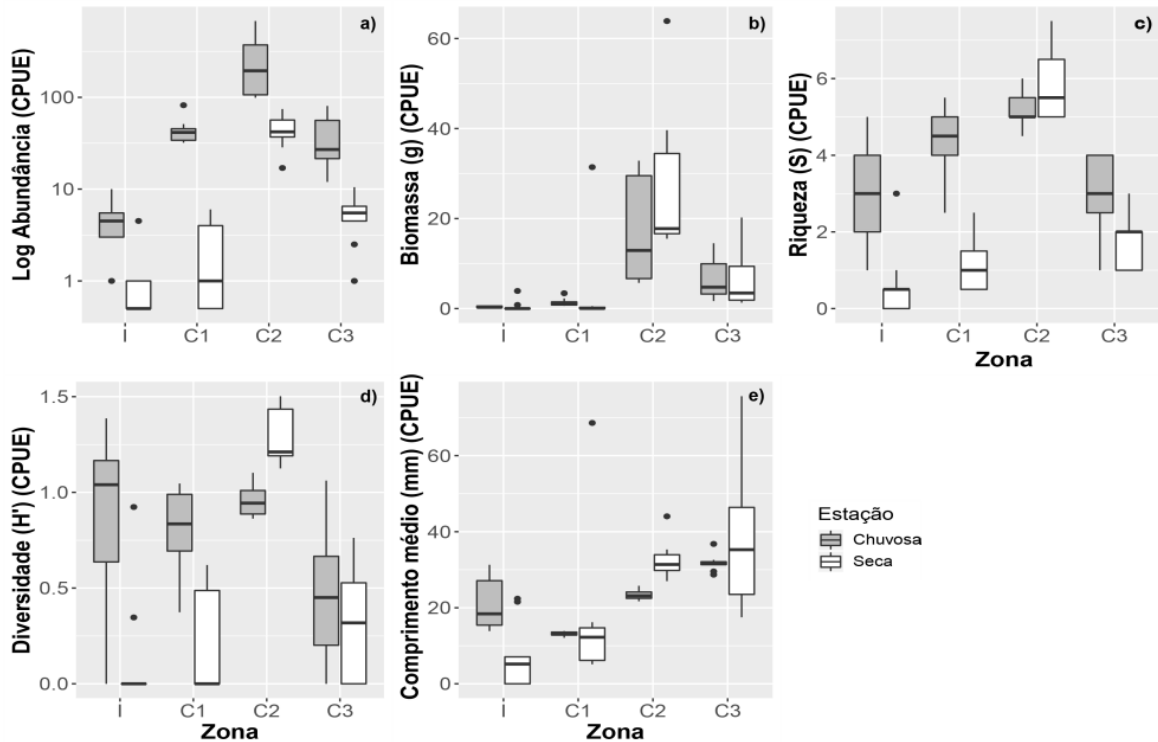 a)
Log Abundância (CPUE)
100
10
1
I C1 C2 C3
b)
Biomassa (g) (CPUE)
60
40
20
0
I C1 C2 C3
c)
Riqueza (S) (CPUE)
6
4
2
0
I C1 C2 C3
Zona
d)
Diversidade (H') (CPUE)
1.5
1.0
0.5
0.0
I C1 C2 C3
Zona
e)
Comprimento médio (mm) (CPUE)
60
40
20
0
I C1 C2 C3
Zona
Estação
Chuvosa
Seca